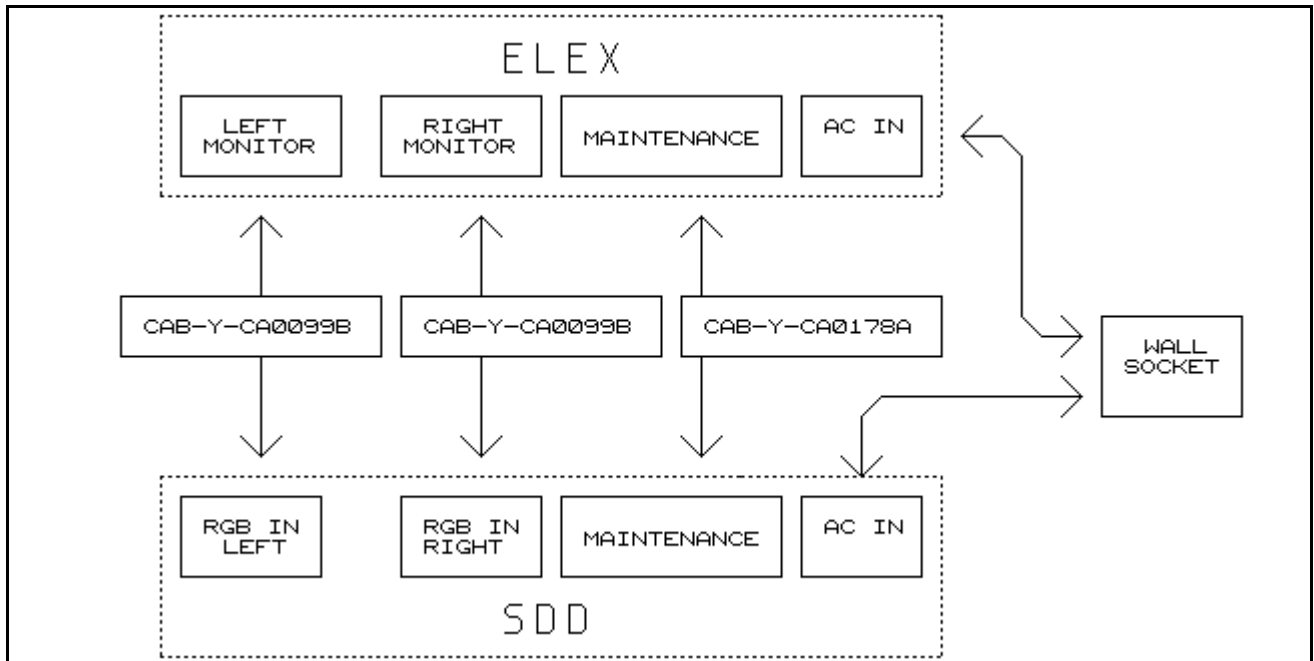 ELEX
LEFT
MONITOR
RIGHT
MONITOR
MAINTENANCE
AC IN
CAB-Y-CA0099B
CAB-Y-CA0099B
CAB-Y-CA0178A
WALL
SOCKET
RGB IN
LEFT
RGB IN
RIGHT
MAINTENANCE
AC IN
SDD